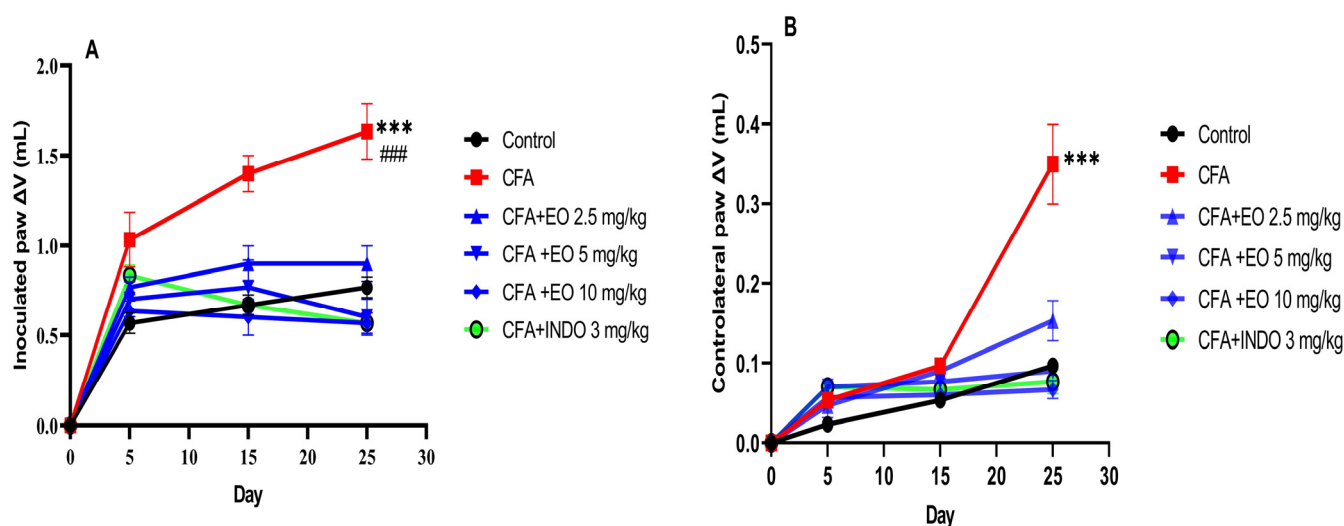 A
Inoculated paw ΔV (mL)
2.0
1.5
1.0
0.5
0.0
0 5 10 15 20 25 30
Day
***
###
Control
CFA
CFA+EO 2.5 mg/kg
CFA +EO 5 mg/kg
CFA +EO 10 mg/kg
CFA+INDO 3 mg/kg
B
Controlateral paw ΔV (mL)
0.5
0.4
0.3
0.2
0.1
0.0
0 5 10 15 20 25 30
Day
***
Control
CFA
CFA+EO 2.5 mg/kg
CFA +EO 5 mg/kg
CFA +EO 10 mg/kg
CFA+INDO 3 mg/kg